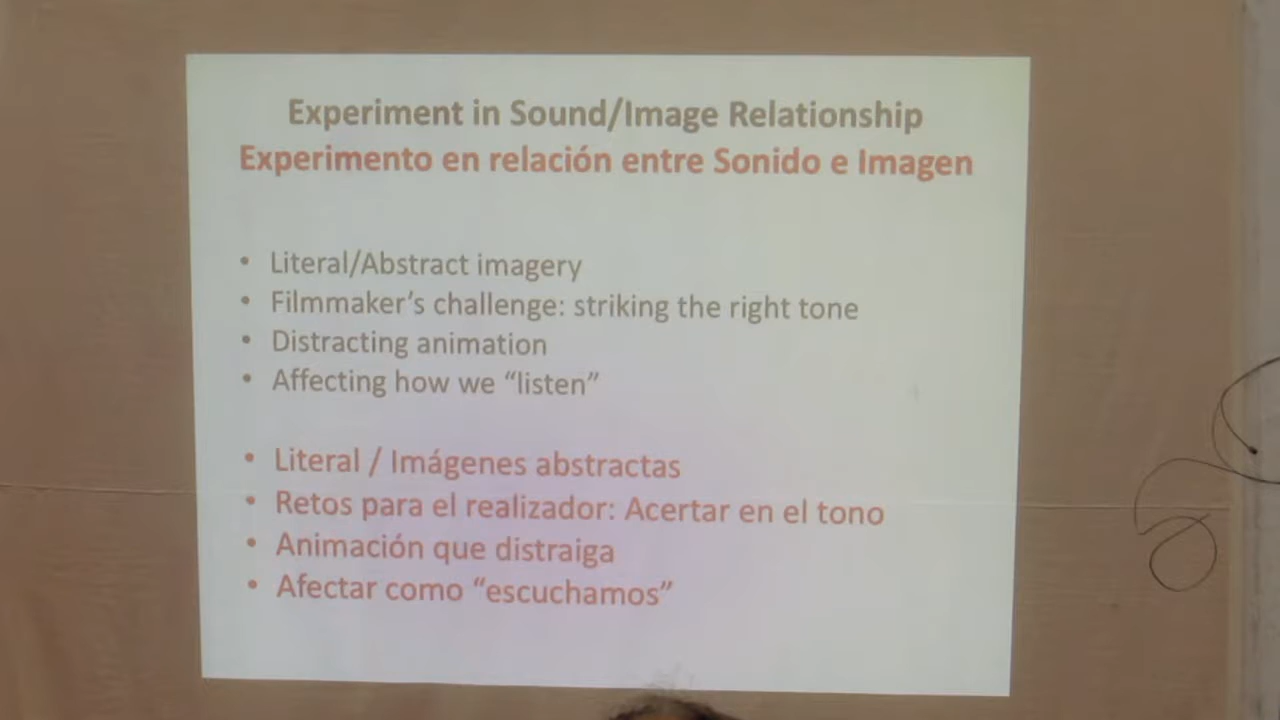 Experiment in Sound/Image Relationship
Experimento en relación entre Sonido e Imagen
• Literal/Abstract imagery
• Filmmaker's challenge: striking the right tone
• Distracting animation
• Affecting how we “listen”
• Literal / Imágenes abstractas
• Retos para el realizador: Acertar en el tono
• Animación que distraiga
• Afectar como “escuchamos”